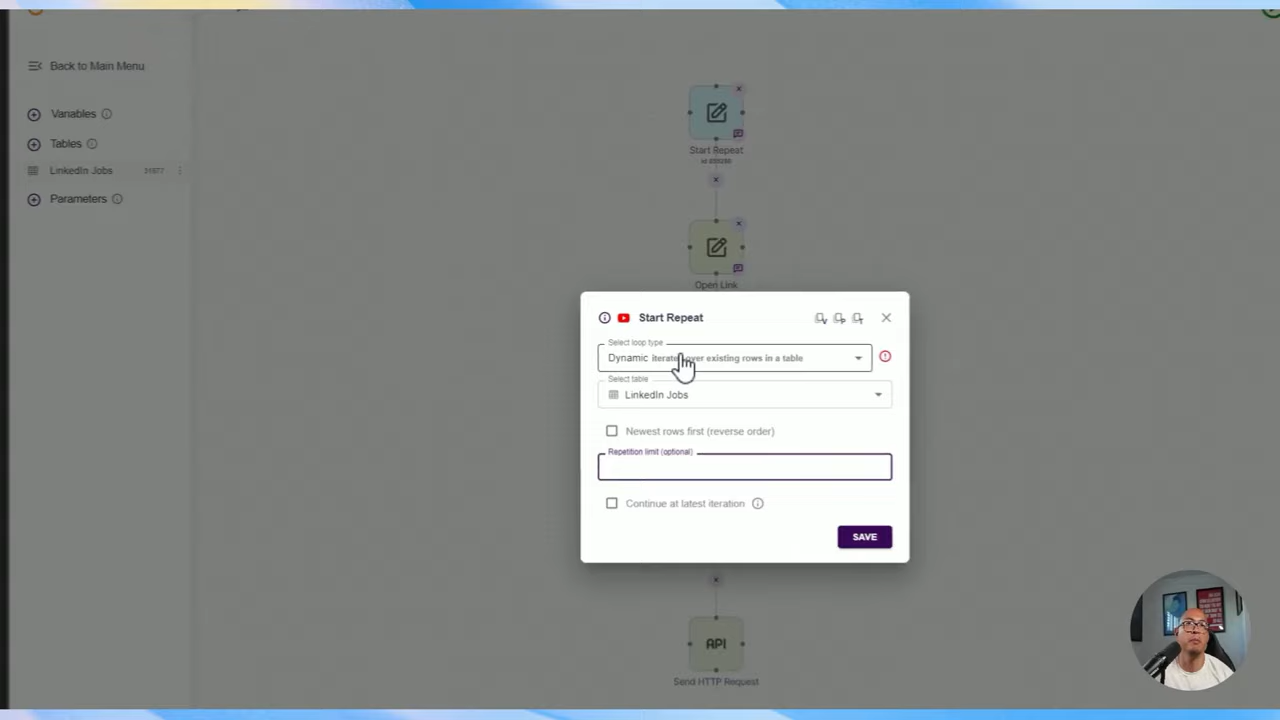 Back to Main Menu
Variables
Tables
LinkedIn Jobs 31977
Parameters
Start Repeat
Open Link
Start Repeat
Select loop type
Dynamic iterates over existing rows in a table
Select table
LinkedIn Jobs
Newest rows first (reverse order)
Repetition limit (optional)
Continue at latest iteration
SAVE
API
Send HTTP Request